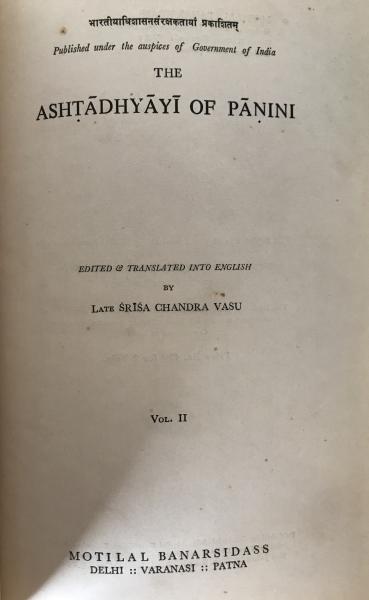 भारतीयाधिशासनसंरक्षकतायां प्रकाशितम्
Published under the auspices of Government of India
THE
ASHṬĀDHYĀYĪ OF PĀṆINI
EDITED & TRANSLATED INTO ENGLISH
BY
LATE ŚRĪŚA CHANDRA VASU
VOL. II
MOTILAL BANARSIDASS
DELHI :: VARANASI :: PATNA